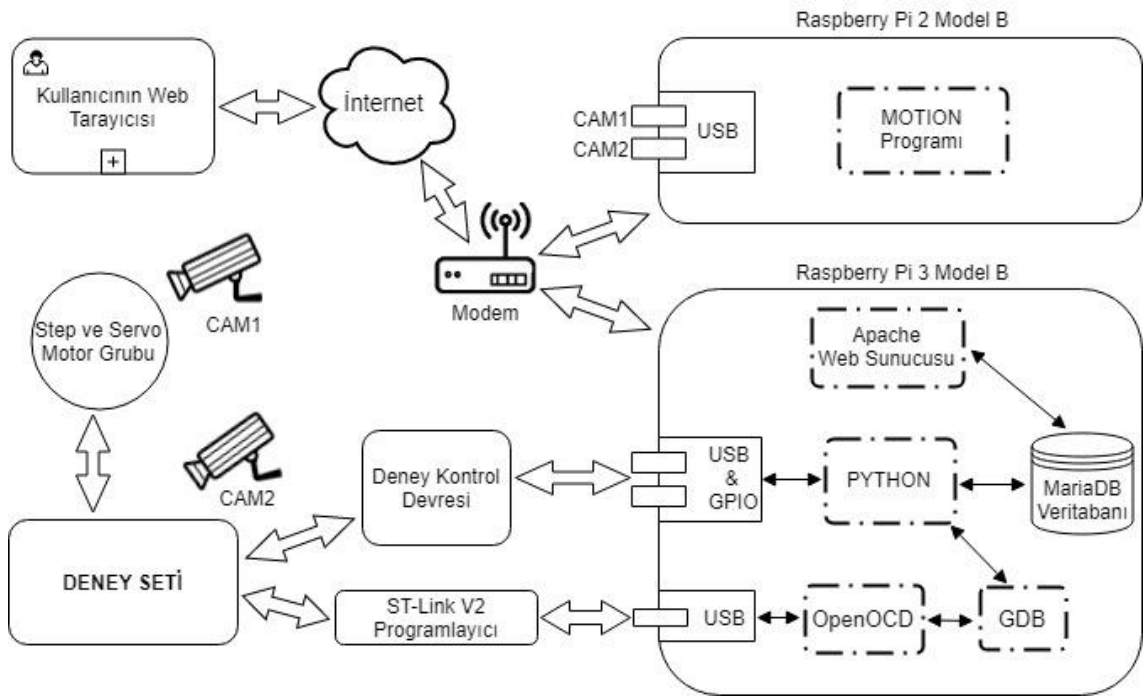 Raspberry Pi 2 Model B
Kullanıcının Web
Tarayıcısı
+
İnternet
CAM1
CAM2
USB
MOTION
Programı
Modem
CAM1
Step ve Servo
Motor Grubu
CAM2
Raspberry Pi 3 Model B
Apache
Web Sunucusu
Deney Kontrol
Devresi
USB
&
GPIO
PYTHON
MariaDB
Veritabanı
DENEY SETİ
ST-Link V2
Programlayıcı
USB
OpenOCD
GDB